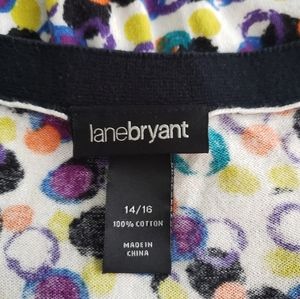 lanebryant
14/16
100% COTTON
MADE IN
CHINA